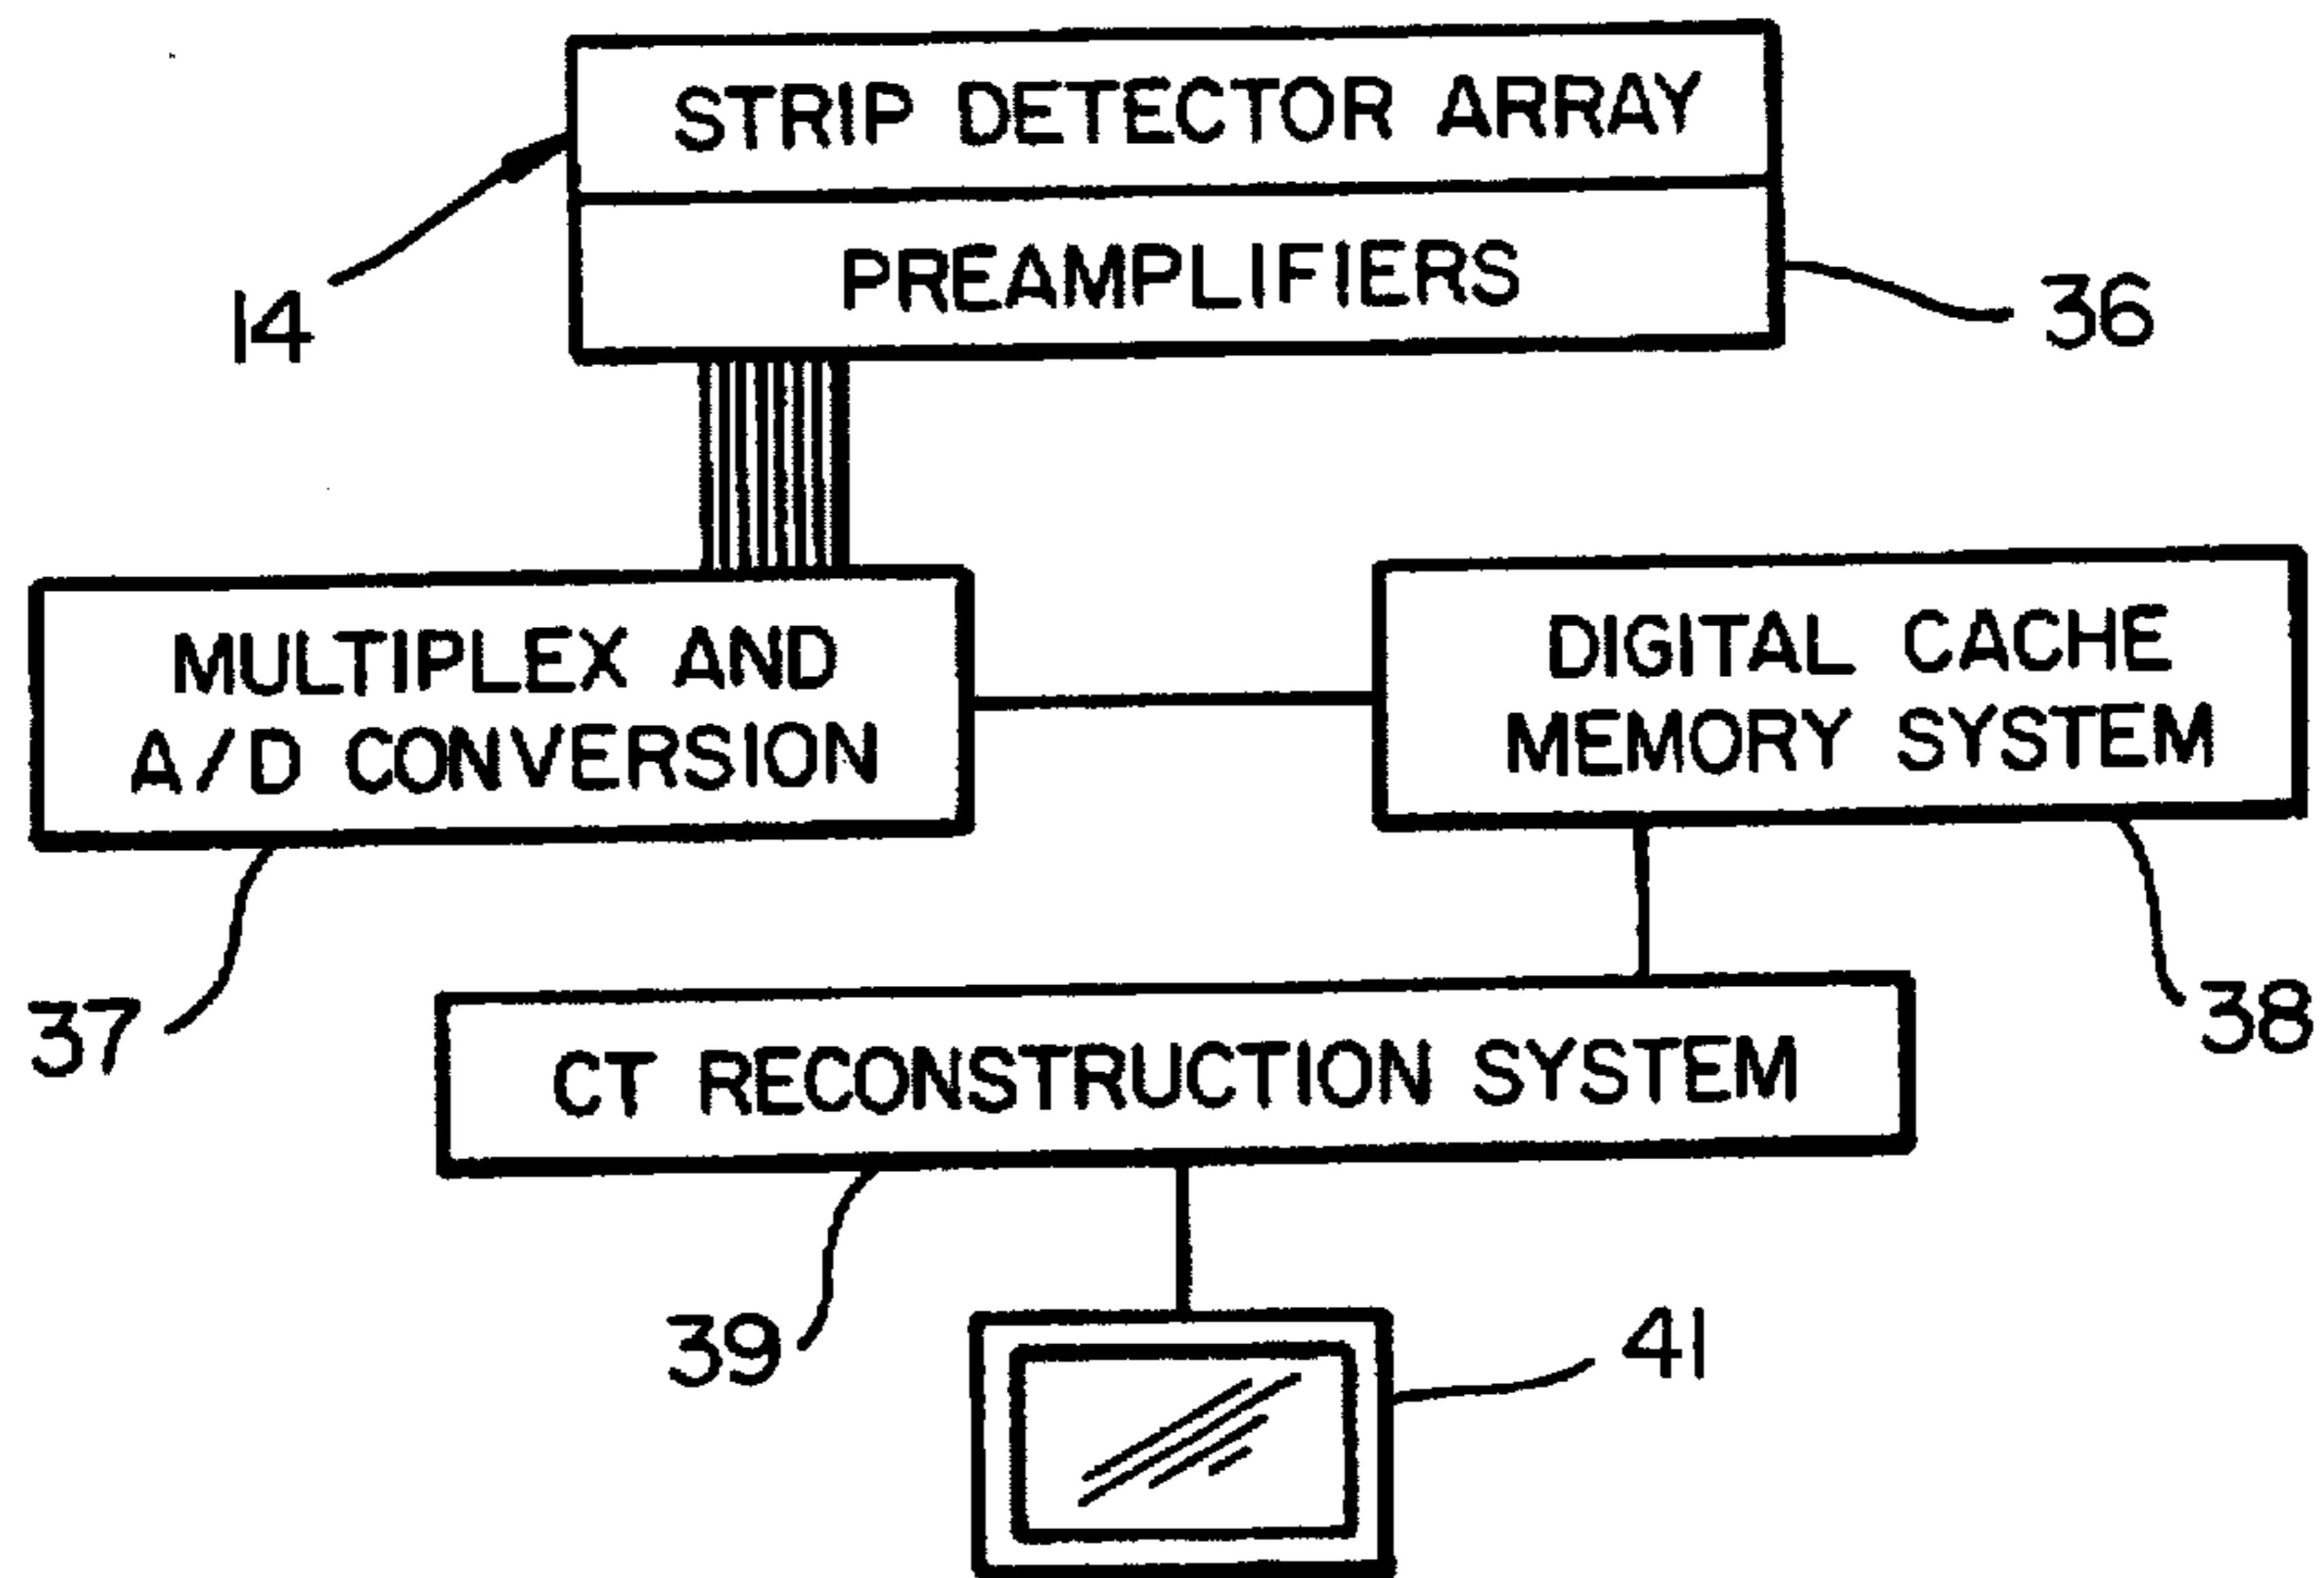 STRIP DETECTOR ARRAY
PREAMPLIFIERS
14
36
MULTIPLEX AND
A/D CONVERSION
DIGITAL CACHE
MEMORY SYSTEM
37
38
CT RECONSTRUCTION SYSTEM
39
41